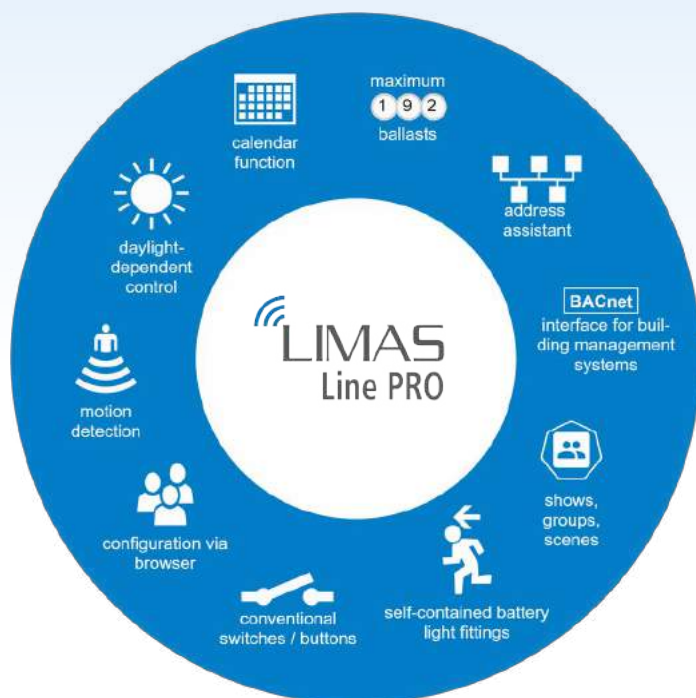 maximum
1 9 2
ballasts
address
assistant
BACnet
interface for buil-
ding management
systems
shows,
groups,
scenes
self-contained battery
light fittings
conventional
switches / buttons
configuration via
browser
motion
detection
daylight-
dependent
control
calendar
function
LIMAS
Line PRO